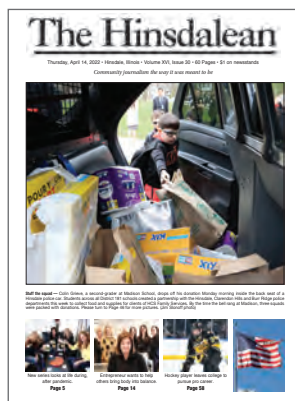 The Hinsdalean
Thursday, April 14, 2022 • Hinsdale, Illinois • Volume XVI, Issue 30 • 60 Pages • $1 on newsstands
Community journalism the way it was meant to be
XIX
Stuff the squad — Colin Grieve, a second-grader at Madison School, drops off his donation Monday morning inside the back seat of a
Hinsdale police car. Students across all District 181 schools created a partnership with the Hinsdale, Clarendon Hills and Burr Ridge police
departments this week to collect food and supplies for clients of HCS Family Services. By the time the bell rang at Madison, three squads
were packed with donations. Please turn to Page 48 for more pictures. (Jim Slonoff photo)
New series looks at life during,
after pandemic.
Page 5
Entrepreneur wants to help
others bring body into balance.
Page 14
Hockey player leaves college to
pursue pro career.
Page 58